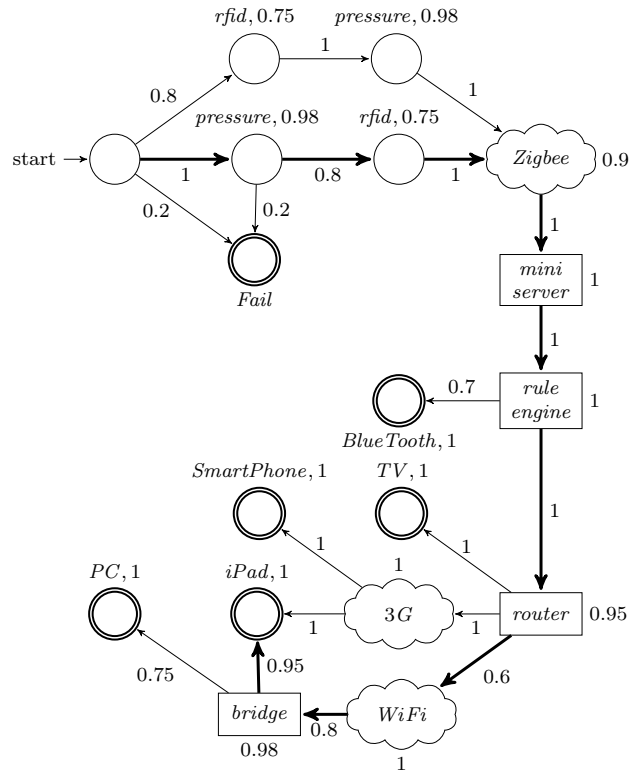 rfid, 0.75
pressure, 0.98
1
0.8
1
pressure, 0.98
rfid, 0.75
start
1
0.8
1
Zigbee
0.9
0.2
0.2
Fail
1
mini
server
1
1
0.7
rule
engine
1
BlueTooth, 1
SmartPhone, 1
TV, 1
1
1
1
PC, 1
iPad, 1
1
1
3G
1
router
0.95
0.75
0.95
0.6
bridge
0.8
WiFi
0.98
1